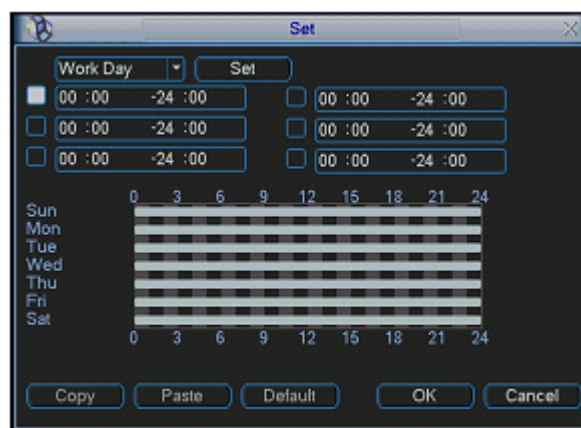 Set
Work Day Set
00 :00 -24 :00 00 :00 -24 :00
00 :00 -24 :00 00 :00 -24 :00
00 :00 -24 :00 00 :00 -24 :00
0 3 6 9 12 15 18 21 24
Sun
Mon
Tue
Wed
Thu
Fri
Sat
0 3 6 9 12 15 18 21 24
Copy Paste Default OK Cancel